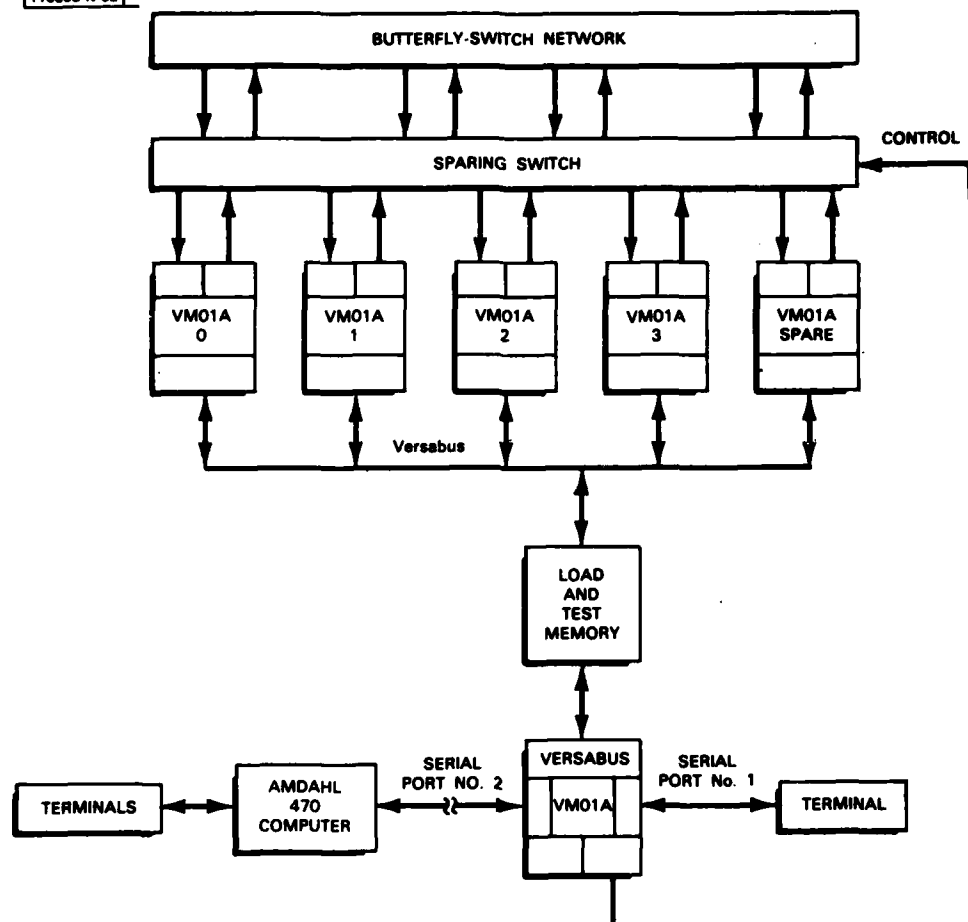 BUTTERFLY-SWITCH NETWORK
CONTROL
SPARING SWITCH
VM01A
0
VM01A
1
VM01A
2
VM01A
3
VM01A
SPARE
Versabus
LOAD
AND
TEST
MEMORY
TERMINALS
AMDAHL
470
COMPUTER
SERIAL
PORT NO. 2
VERSABUS
VM01A
SERIAL
PORT No. 1
TERMINAL